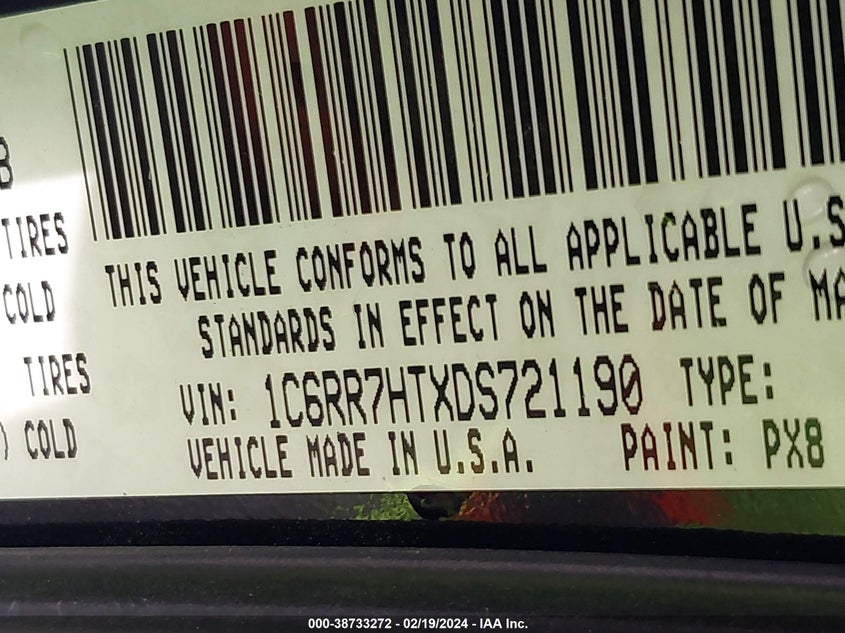 8
TIRES
COLD
TIRES
) COLD
THIS VEHICLE CONFORMS TO ALL APPLICABLE U.S
STANDARDS IN EFFECT ON THE DATE OF MA
VIN: 1C6RR7HTXDS721190 TYPE:
VEHICLE MADE IN U.S.A. PAINT: PX8
000-38733272 - 02/19/2024 - IAA Inc.